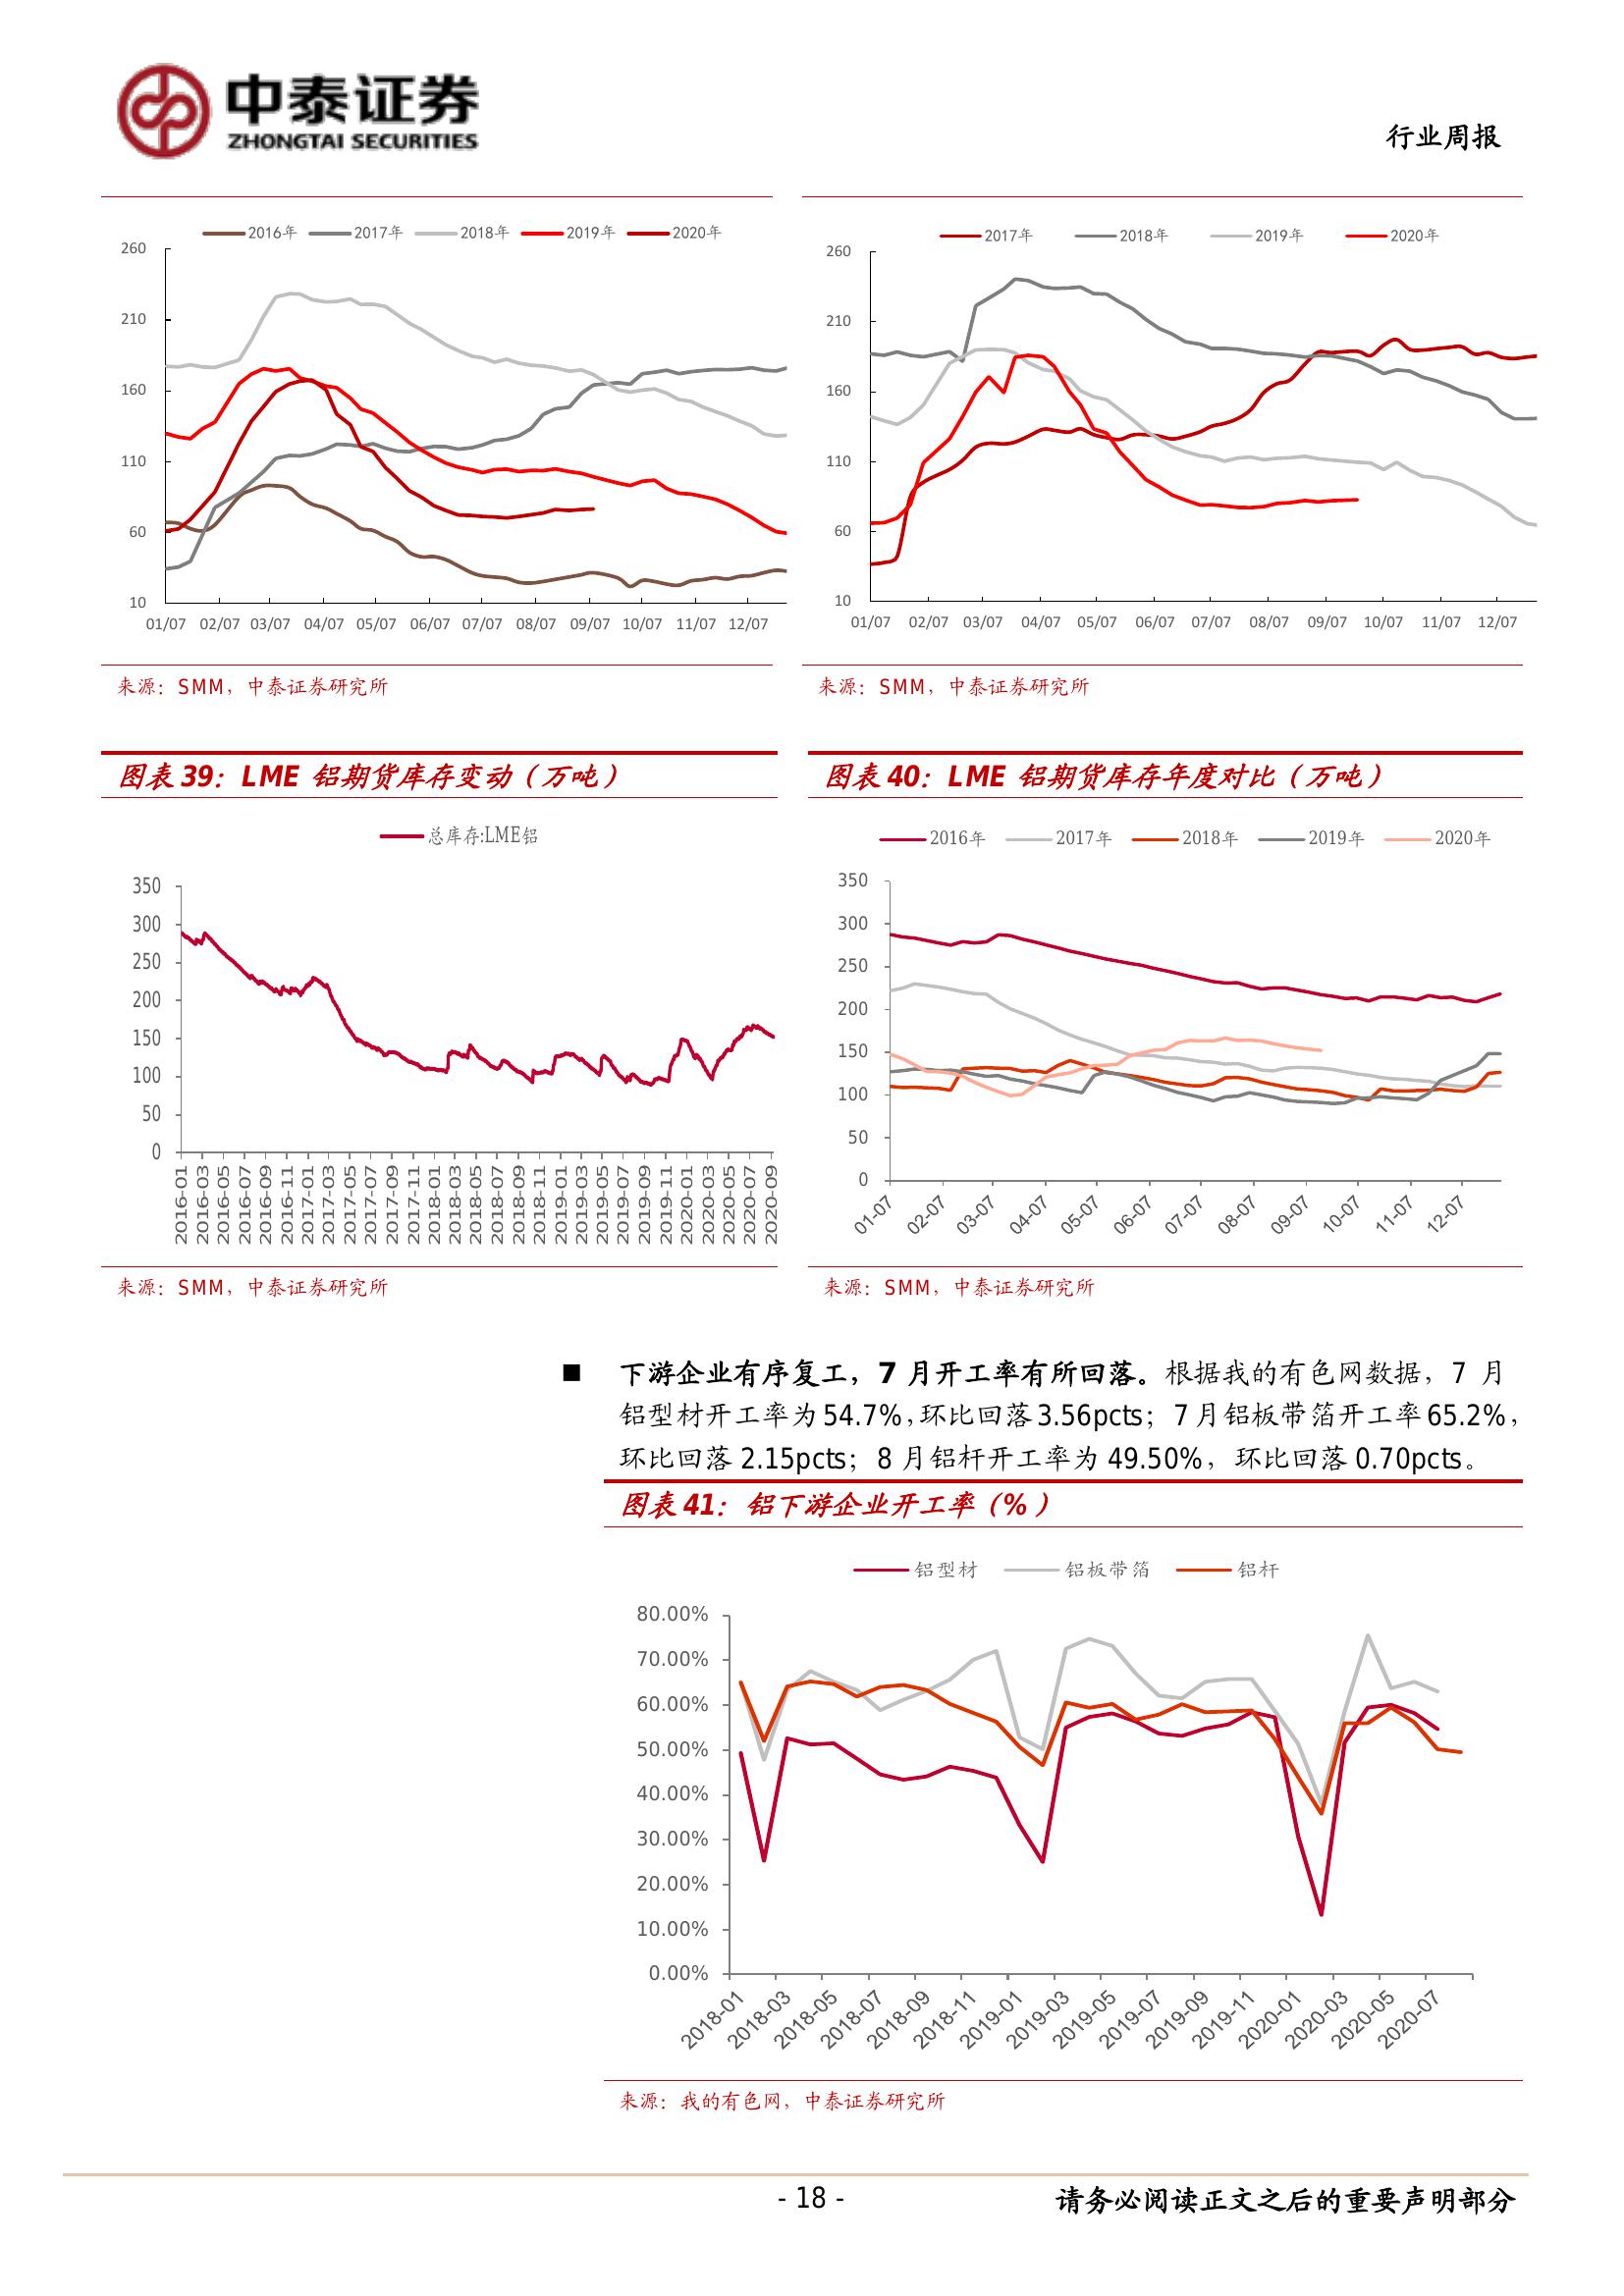 中泰证券
ZHONGTAI SECURITIES
行业周报
2016年 2017年 2018年 2019年 2020年
260
210
160
110
60
10
01/07 02/07 03/07 04/07 05/07 06/07 07/07 08/07 09/07 10/07 11/07 12/07
2017年 2018年 2019年 2020年
260
210
160
110
60
10
01/07 02/07 03/07 04/07 05/07 06/07 07/07 08/07 09/07 10/07 11/07 12/07
来源：SMM，中泰证券研究所
来源：SMM，中泰证券研究所
图表39：LME 铝期货库存变动（万吨）
图表40：LME 铝期货库存年度对比（万吨）
总库存:LME铝
350
300
250
200
150
100
50
0
2016-01 2016-03 2016-05 2016-07 2016-09 2016-11 2017-01 2017-03 2017-05 2017-07 2017-09 2017-11 2018-01 2018-03 2018-05 2018-07 2018-09 2018-11 2019-01 2019-03 2019-05 2019-07 2019-09 2019-11 2020-01 2020-03 2020-05 2020-07 2020-09
2016年 2017年 2018年 2019年 2020年
350
300
250
200
150
100
50
0
01-07 02-07 03-07 04-07 05-07 06-07 07-07 08-07 09-07 10-07 11-07 12-07
来源：SMM，中泰证券研究所
来源：SMM，中泰证券研究所
■ 下游企业有序复工，7 月开工率有所回落。根据我的有色网数据，7 月
铝型材开工率为 54.7%，环比回落 3.56pcts；7 月铝板带箔开工率 65.2%，
环比回落 2.15pcts；8 月铝杆开工率为 49.50%，环比回落 0.70pcts。
图表41：铝下游企业开工率（%）
铝型材 铝板带箔 铝杆
80.00%
70.00%
60.00%
50.00%
40.00%
30.00%
20.00%
10.00%
0.00%
2018-01 2018-03 2018-05 2018-07 2018-09 2018-11 2019-01 2019-03 2019-05 2019-07 2019-09 2019-11 2020-01 2020-03 2020-05 2020-07
来源：我的有色网，中泰证券研究所
- 18 -
请务必阅读正文之后的重要声明部分